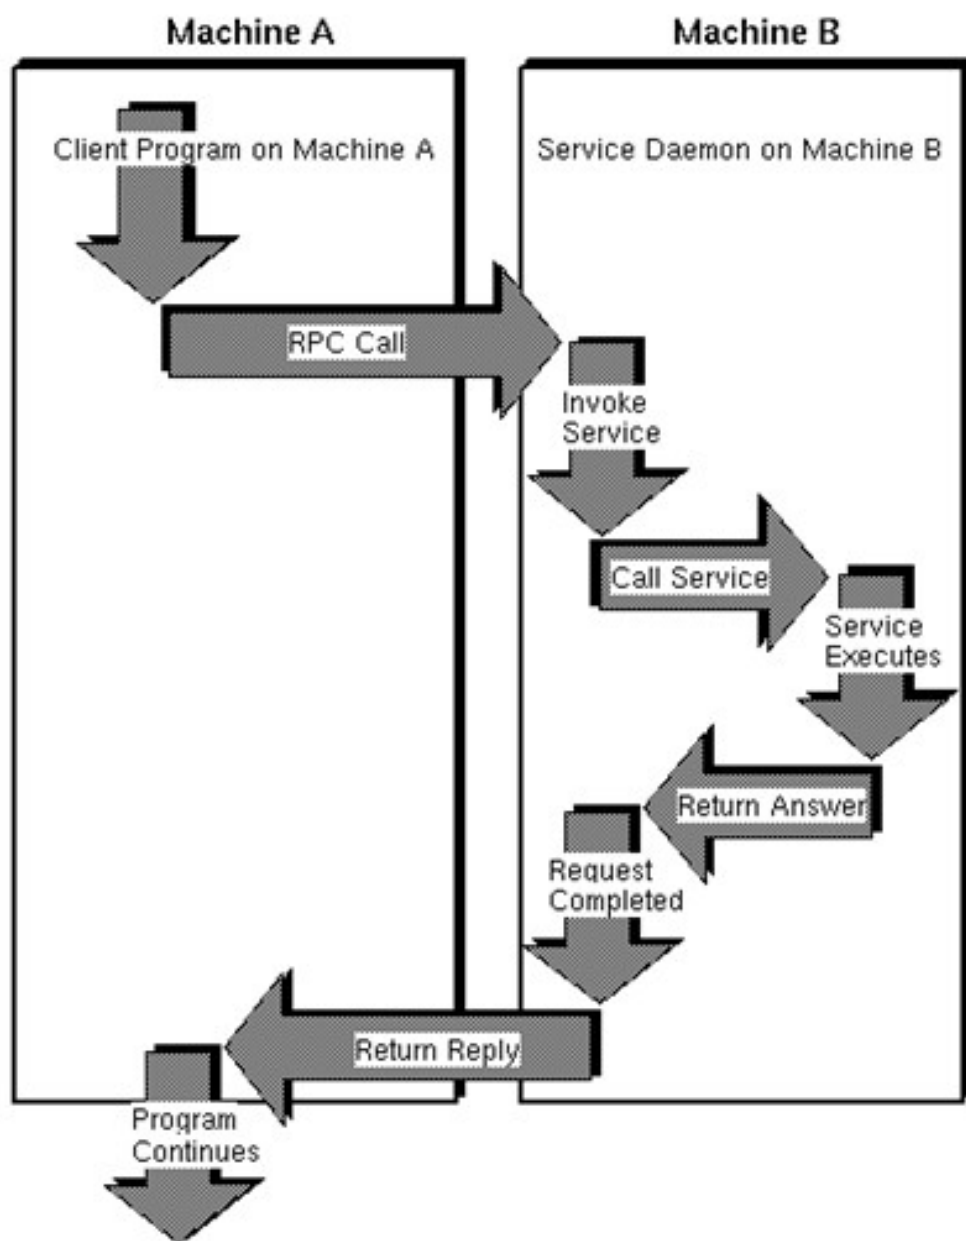 Machine A
Machine B
Client Program on Machine A
Service Daemon on Machine B
RPC Call
Invoke
Service
Call Service
Service
Executes
Return Answer
Request
Completed
Return Reply
Program
Continues